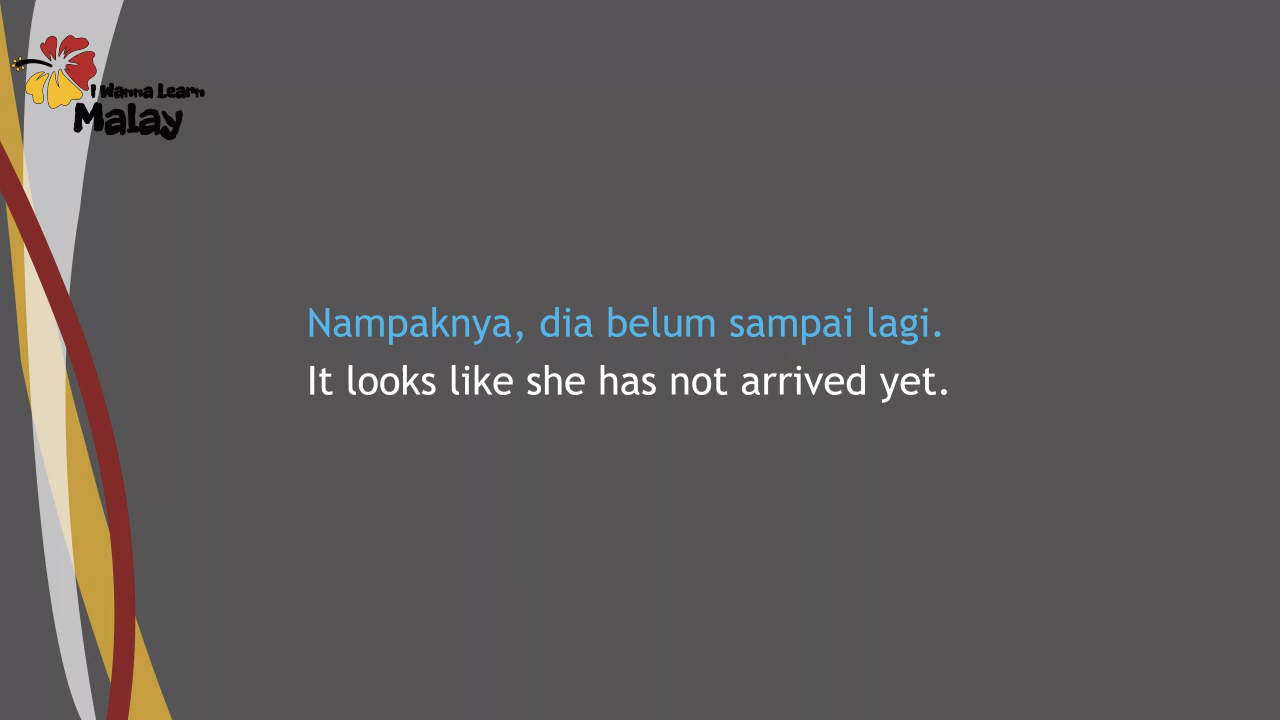 I Wanna Learn
Malay
Nampaknya, dia belum sampai lagi.
It looks like she has not arrived yet.